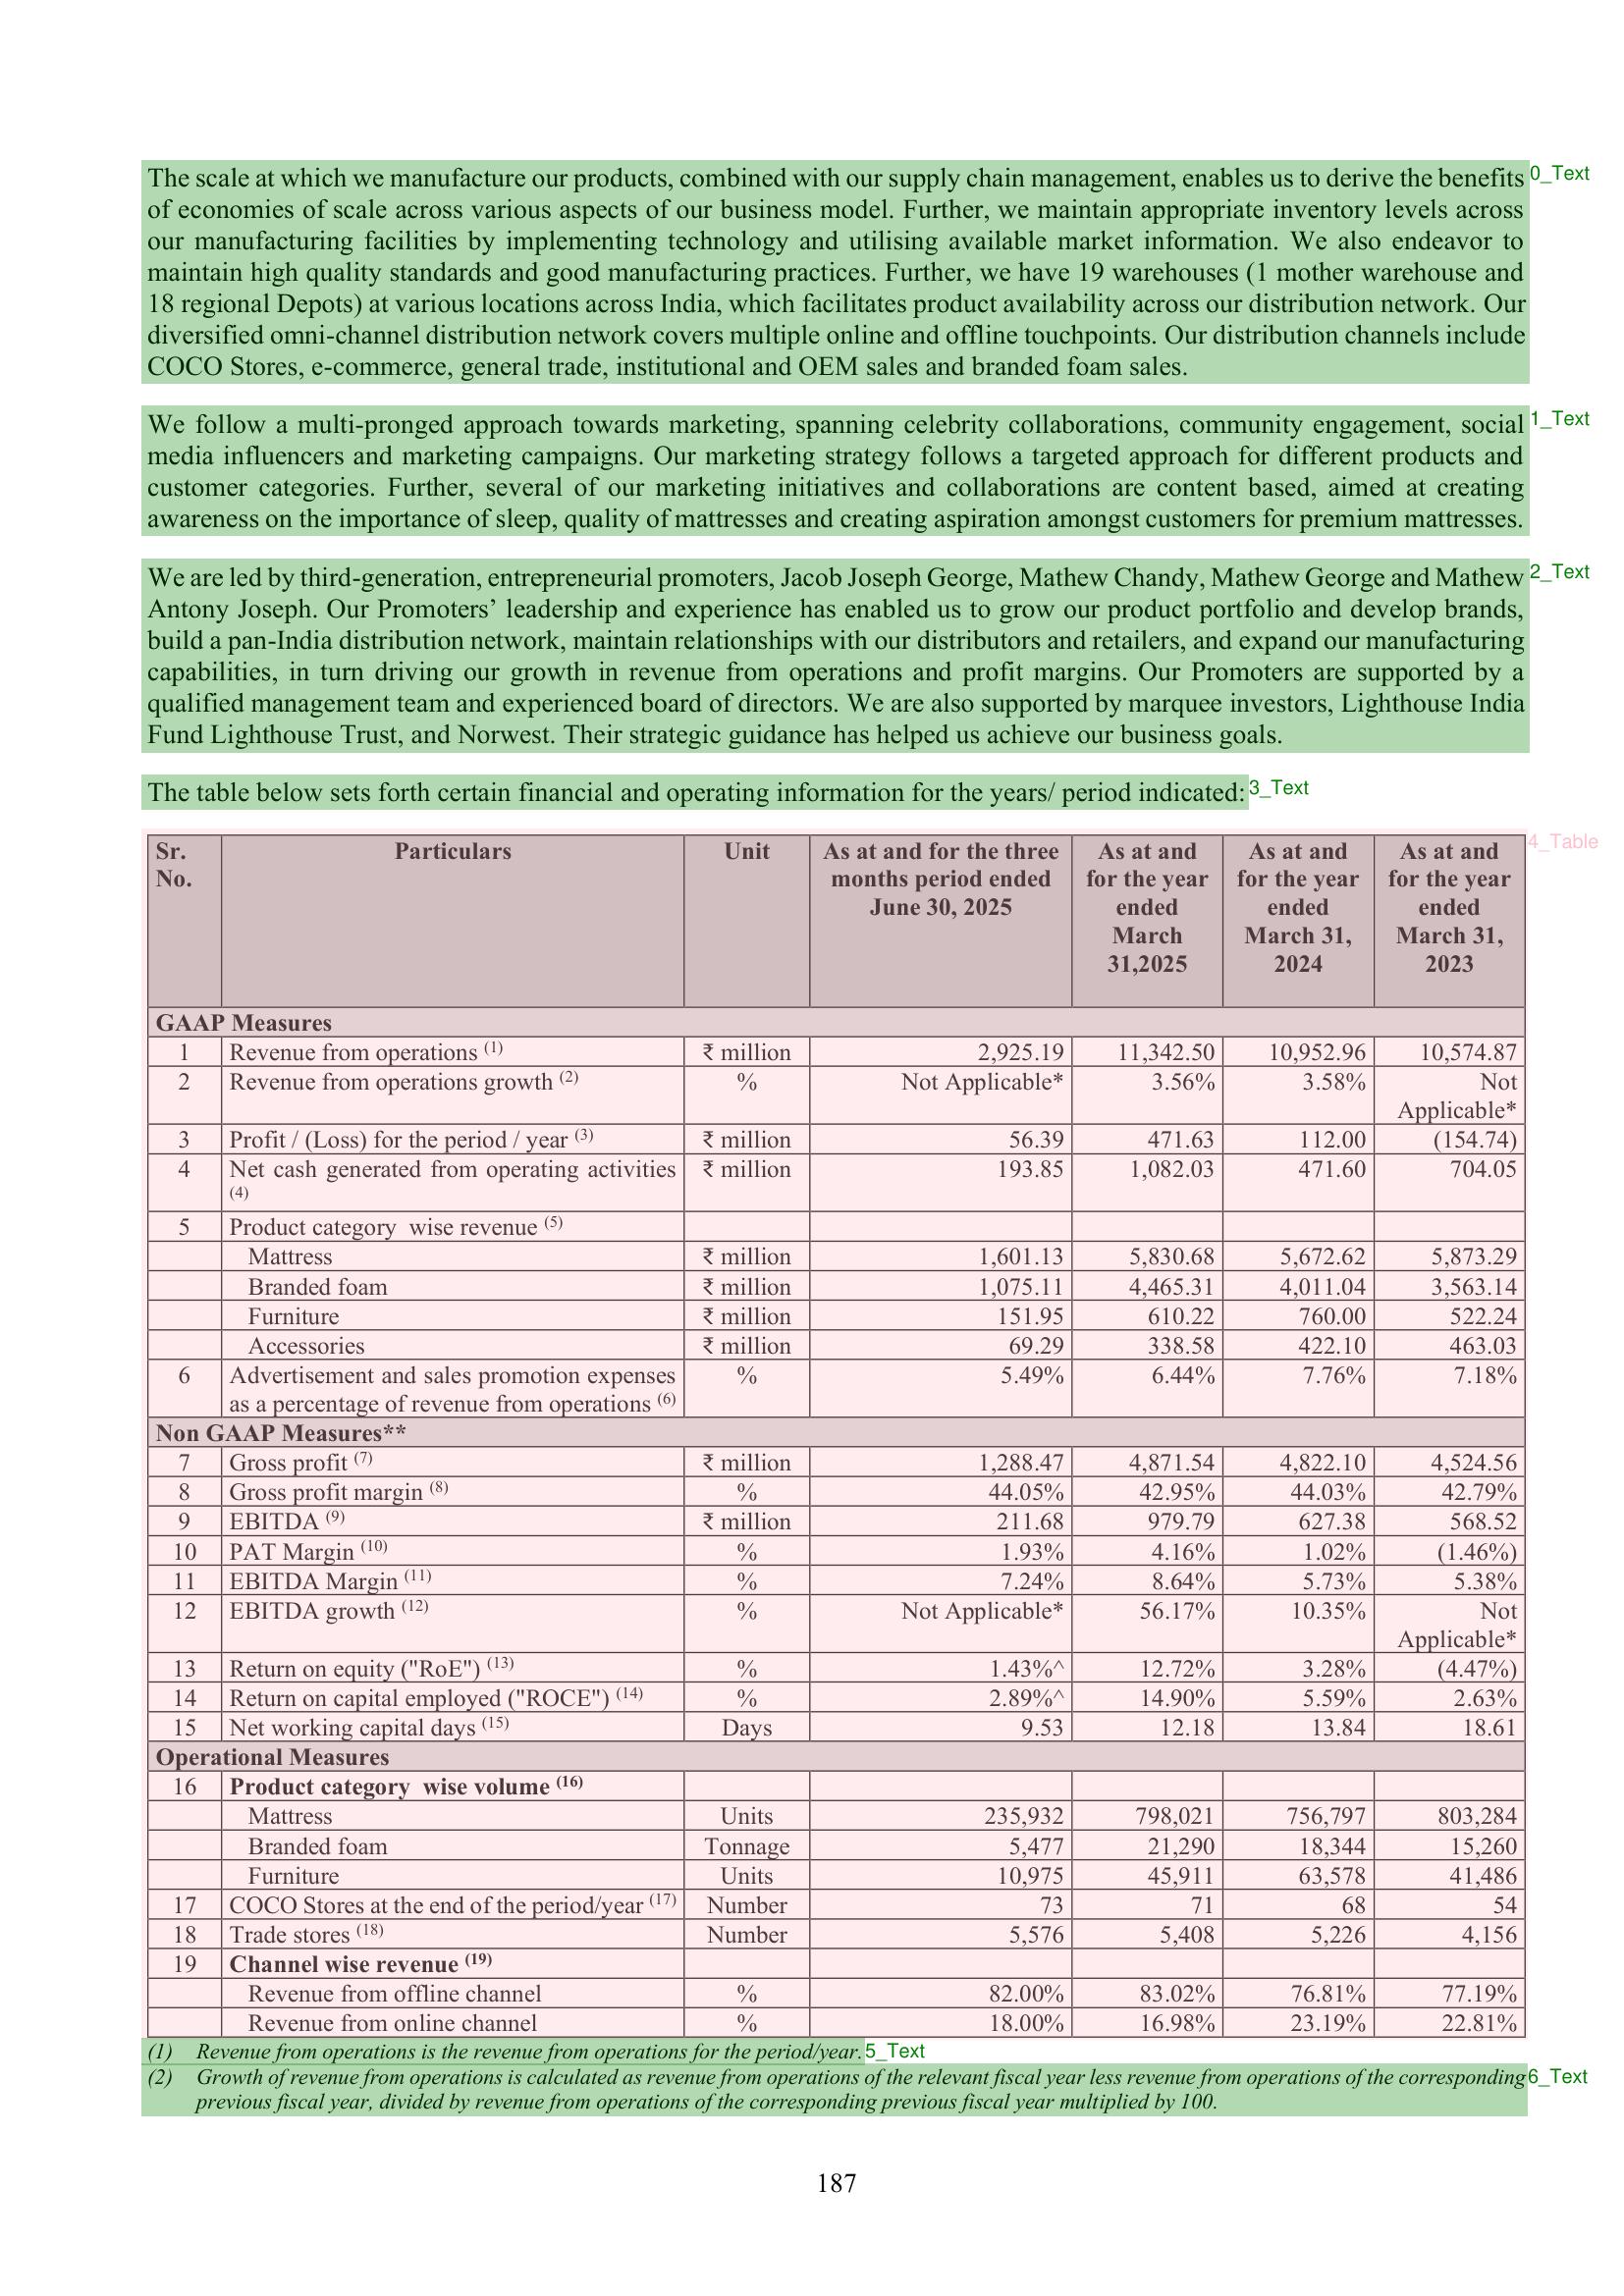 The scale at which we manufacture our products, combined with our supply chain management, enables us to derive the benefits 0_Text
of economies of scale across various aspects of our business model. Further, we maintain appropriate inventory levels across
our manufacturing facilities by implementing technology and utilising available market information. We also endeavor to
maintain high quality standards and good manufacturing practices. Further, we have 19 warehouses (1 mother warehouse and
18 regional Depots) at various locations across India, which facilitates product availability across our distribution network. Our
diversified omni-channel distribution network covers multiple online and offline touchpoints. Our distribution channels include
COCO Stores, e-commerce, general trade, institutional and OEM sales and branded foam sales.
We follow a multi-pronged approach towards marketing, spanning celebrity collaborations, community engagement, social 1_Text
media influencers and marketing campaigns. Our marketing strategy follows a targeted approach for different products and
customer categories. Further, several of our marketing initiatives and collaborations are content based, aimed at creating
awareness on the importance of sleep, quality of mattresses and creating aspiration amongst customers for premium mattresses.
We are led by third-generation, entrepreneurial promoters, Jacob Joseph George, Mathew Chandy, Mathew George and Mathew 2_Text
Antony Joseph. Our Promoters’ leadership and experience has enabled us to grow our product portfolio and develop brands,
build a pan-India distribution network, maintain relationships with our distributors and retailers, and expand our manufacturing
capabilities, in turn driving our growth in revenue from operations and profit margins. Our Promoters are supported by a
qualified management team and experienced board of directors. We are also supported by marquee investors, Lighthouse India
Fund Lighthouse Trust, and Norwest. Their strategic guidance has helped us achieve our business goals.
The table below sets forth certain financial and operating information for the years/ period indicated: 3_Text
4_Table
Sr. No. Particulars Unit As at and for the three months period ended June 30, 2025 As at and for the year ended March 31,2025 As at and for the year ended March 31, 2024 As at and for the year ended March 31, 2023
GAAP Measures
1 Revenue from operations (1) ₹ million 2,925.19 11,342.50 10,952.96 10,574.87
2 Revenue from operations growth (2) % Not Applicable* 3.56% 3.58% Not Applicable*
3 Profit / (Loss) for the period / year (3) ₹ million 56.39 471.63 112.00 (154.74)
4 Net cash generated from operating activities (4) ₹ million 193.85 1,082.03 471.60 704.05
5 Product category wise revenue (5)
Mattress ₹ million 1,601.13 5,830.68 5,672.62 5,873.29
Branded foam ₹ million 1,075.11 4,465.31 4,011.04 3,563.14
Furniture ₹ million 151.95 610.22 760.00 522.24
Accessories ₹ million 69.29 338.58 422.10 463.03
6 Advertisement and sales promotion expenses as a percentage of revenue from operations (6) % 5.49% 6.44% 7.76% 7.18%
Non GAAP Measures**
7 Gross profit (7) ₹ million 1,288.47 4,871.54 4,822.10 4,524.56
8 Gross profit margin (8) % 44.05% 42.95% 44.03% 42.79%
9 EBITDA (9) ₹ million 211.68 979.79 627.38 568.52
10 PAT Margin (10) % 1.93% 4.16% 1.02% (1.46%)
11 EBITDA Margin (11) % 7.24% 8.64% 5.73% 5.38%
12 EBITDA growth (12) % Not Applicable* 56.17% 10.35% Not Applicable*
13 Return on equity ("RoE") (13) % 1.43%^ 12.72% 3.28% (4.47%)
14 Return on capital employed ("ROCE") (14) % 2.89%^ 14.90% 5.59% 2.63%
15 Net working capital days (15) Days 9.53 12.18 13.84 18.61
Operational Measures
16 Product category wise volume (16)
Mattress Units 235,932 798,021 756,797 803,284
Branded foam Tonnage 5,477 21,290 18,344 15,260
Furniture Units 10,975 45,911 63,578 41,486
17 COCO Stores at the end of the period/year (17) Number 73 71 68 54
18 Trade stores (18) Number 5,576 5,408 5,226 4,156
19 Channel wise revenue (19)
Revenue from offline channel % 82.00% 83.02% 76.81% 77.19%
Revenue from online channel % 18.00% 16.98% 23.19% 22.81%
(1) Revenue from operations is the revenue from operations for the period/year. 5_Text
(2) Growth of revenue from operations is calculated as revenue from operations of the relevant fiscal year less revenue from operations of the corresponding 6_Text
previous fiscal year, divided by revenue from operations of the corresponding previous fiscal year multiplied by 100.
187